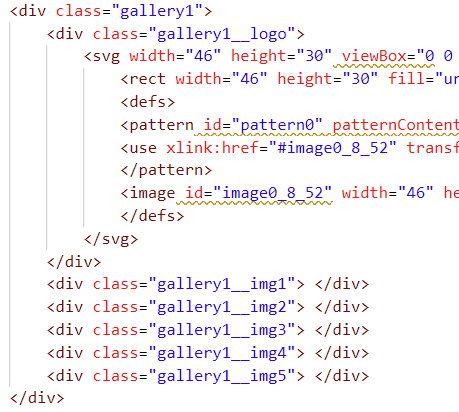 <div class="gallery1">
<div class="gallery1__logo">
<svg width="46" height="30" viewBox="0 0
<rect width="46" height="30" fill="ur
<defs>
<pattern id="pattern0" patternContent
<use xlink:href="#image0_8_52" transf
</pattern>
<image id="image0_8_52" width="46" he
</defs>
</svg>
</div>
<div class="gallery1__img1"> </div>
<div class="gallery1__img2"> </div>
<div class="gallery1__img3"> </div>
<div class="gallery1__img4"> </div>
<div class="gallery1__img5"> </div>
</div>